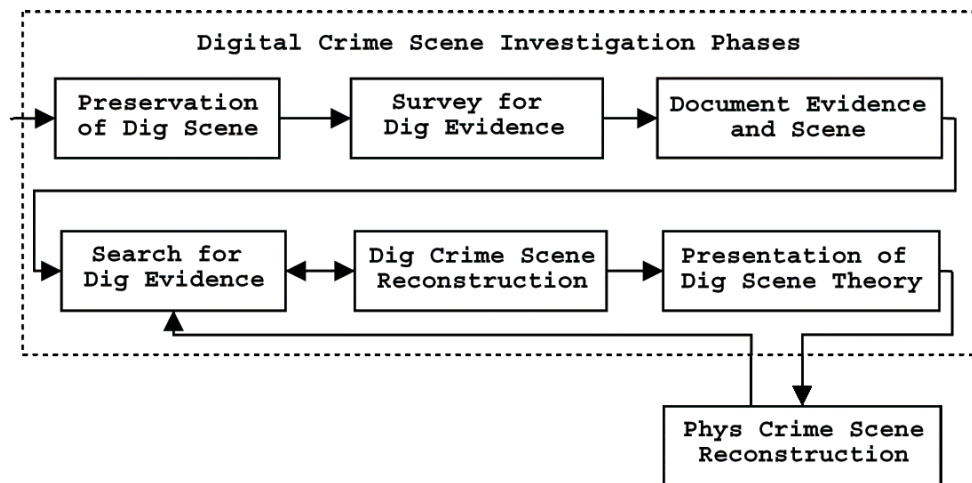 Digital Crime Scene Investigation Phases
Preservation
of Dig Scene
Survey for
Dig Evidence
Document Evidence
and Scene
Search for
Dig Evidence
Dig Crime Scene
Reconstruction
Presentation of
Dig Scene Theory
Phys Crime Scene
Reconstruction